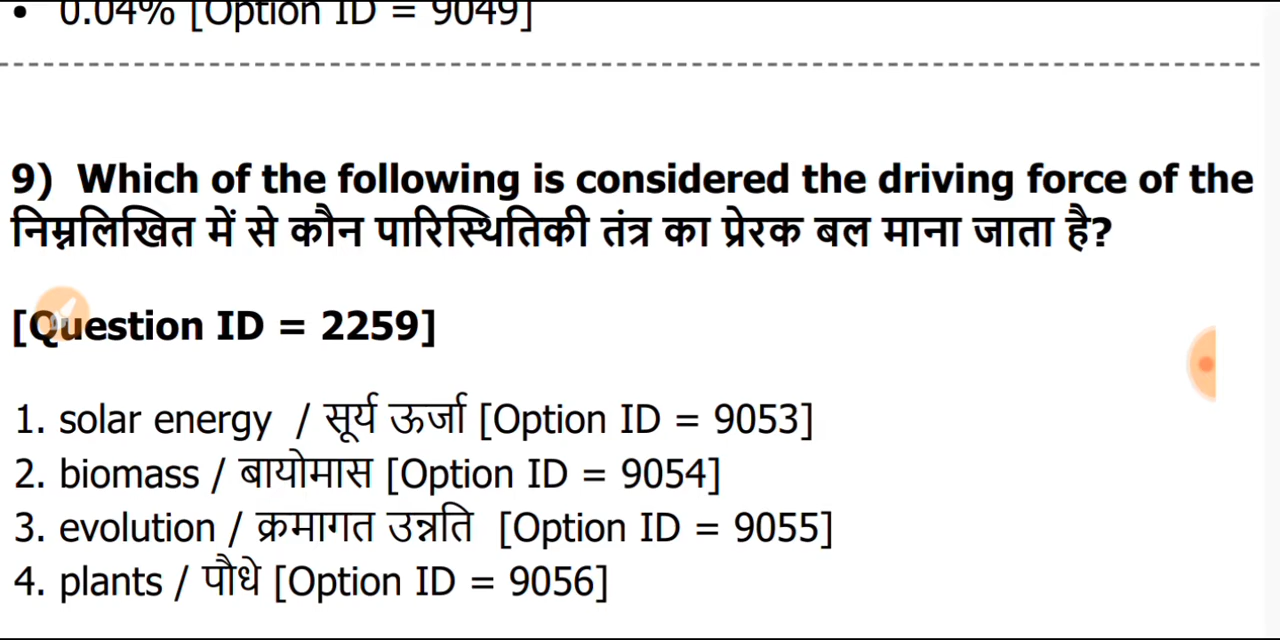 • 0.04% [Option ID = 9049]
9) Which of the following is considered the driving force of the
निम्नलिखित में से कौन पारिस्थितिकी तंत्र का प्रेरक बल माना जाता है?
[Question ID = 2259]
1. solar energy / सूर्य ऊर्जा [Option ID = 9053]
2. biomass / बायोमास [Option ID = 9054]
3. evolution / क्रमागत उन्नति [Option ID = 9055]
4. plants / पौधे [Option ID = 9056]